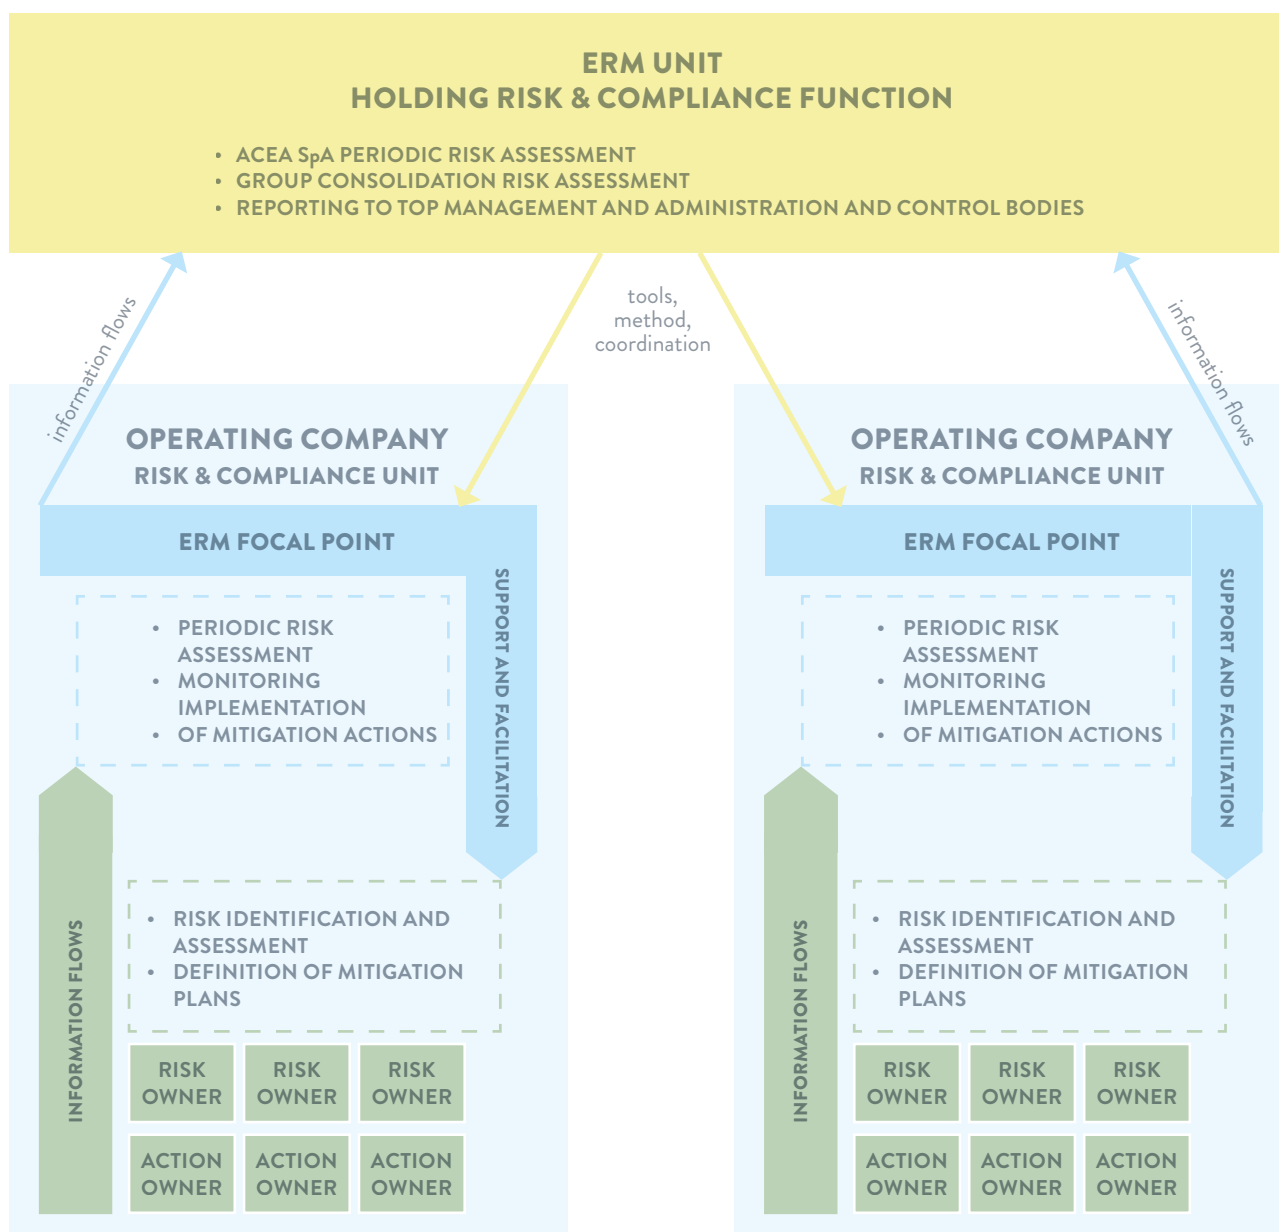 ERM UNIT
HOLDING RISK & COMPLIANCE FUNCTION
• ACEA SpA PERIODIC RISK ASSESSMENT
• GROUP CONSOLIDATION RISK ASSESSMENT
• REPORTING TO TOP MANAGEMENT AND ADMINISTRATION AND CONTROL BODIES
information flows
tools,
method,
coordination
information flows
OPERATING COMPANY
RISK & COMPLIANCE UNIT
ERM FOCAL POINT
SUPPORT AND FACILITATION
• PERIODIC RISK
ASSESSMENT
• MONITORING
IMPLEMENTATION
• OF MITIGATION ACTIONS
INFORMATION FLOWS
• RISK IDENTIFICATION AND
ASSESSMENT
• DEFINITION OF MITIGATION
PLANS
RISK
OWNER
RISK
OWNER
RISK
OWNER
ACTION
OWNER
ACTION
OWNER
ACTION
OWNER
OPERATING COMPANY
RISK & COMPLIANCE UNIT
ERM FOCAL POINT
SUPPORT AND FACILITATION
• PERIODIC RISK
ASSESSMENT
• MONITORING
IMPLEMENTATION
• OF MITIGATION ACTIONS
INFORMATION FLOWS
• RISK IDENTIFICATION AND
ASSESSMENT
• DEFINITION OF MITIGATION
PLANS
RISK
OWNER
RISK
OWNER
RISK
OWNER
ACTION
OWNER
ACTION
OWNER
ACTION
OWNER